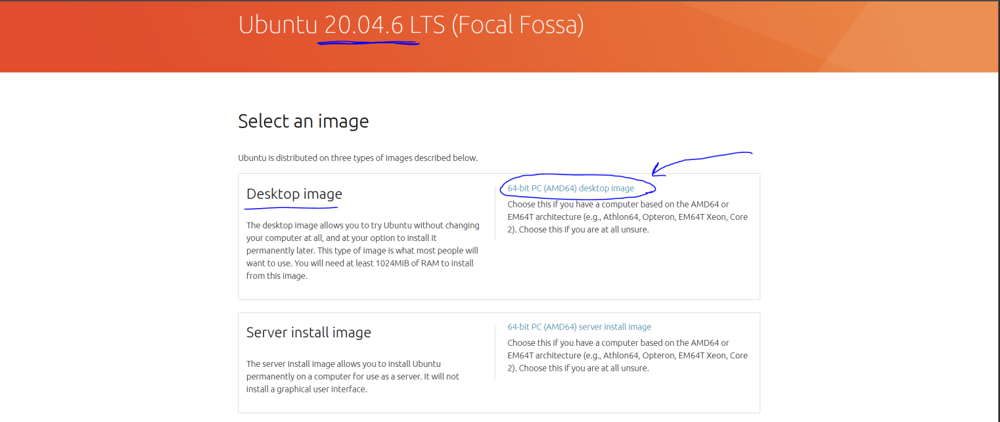 Ubuntu 20.04.6 LTS (Focal Fossa)
Select an image
Ubuntu is distributed on three types of images described below.
Desktop image
The desktop image allows you to try Ubuntu without changing
your computer at all, and at your option to install it
permanently later. This type of image is what most people will
want to use. You will need at least 1024MiB of RAM to install
from this image.
64-bit PC (AMD64) desktop image
Choose this if you have a computer based on the AMD64 or
EM64T architecture (e.g., Athlon64, Opteron, EM64T Xeon, Core
2). Choose this if you are at all unsure.
Server install image
The server install image allows you to install Ubuntu
permanently on a computer for use as a server. It will not
install a graphical user interface.
64-bit PC (AMD64) server install image
Choose this if you have a computer based on the AMD64 or
EM64T architecture (e.g., Athlon64, Opteron, EM64T Xeon, Core
2). Choose this if you are at all unsure.